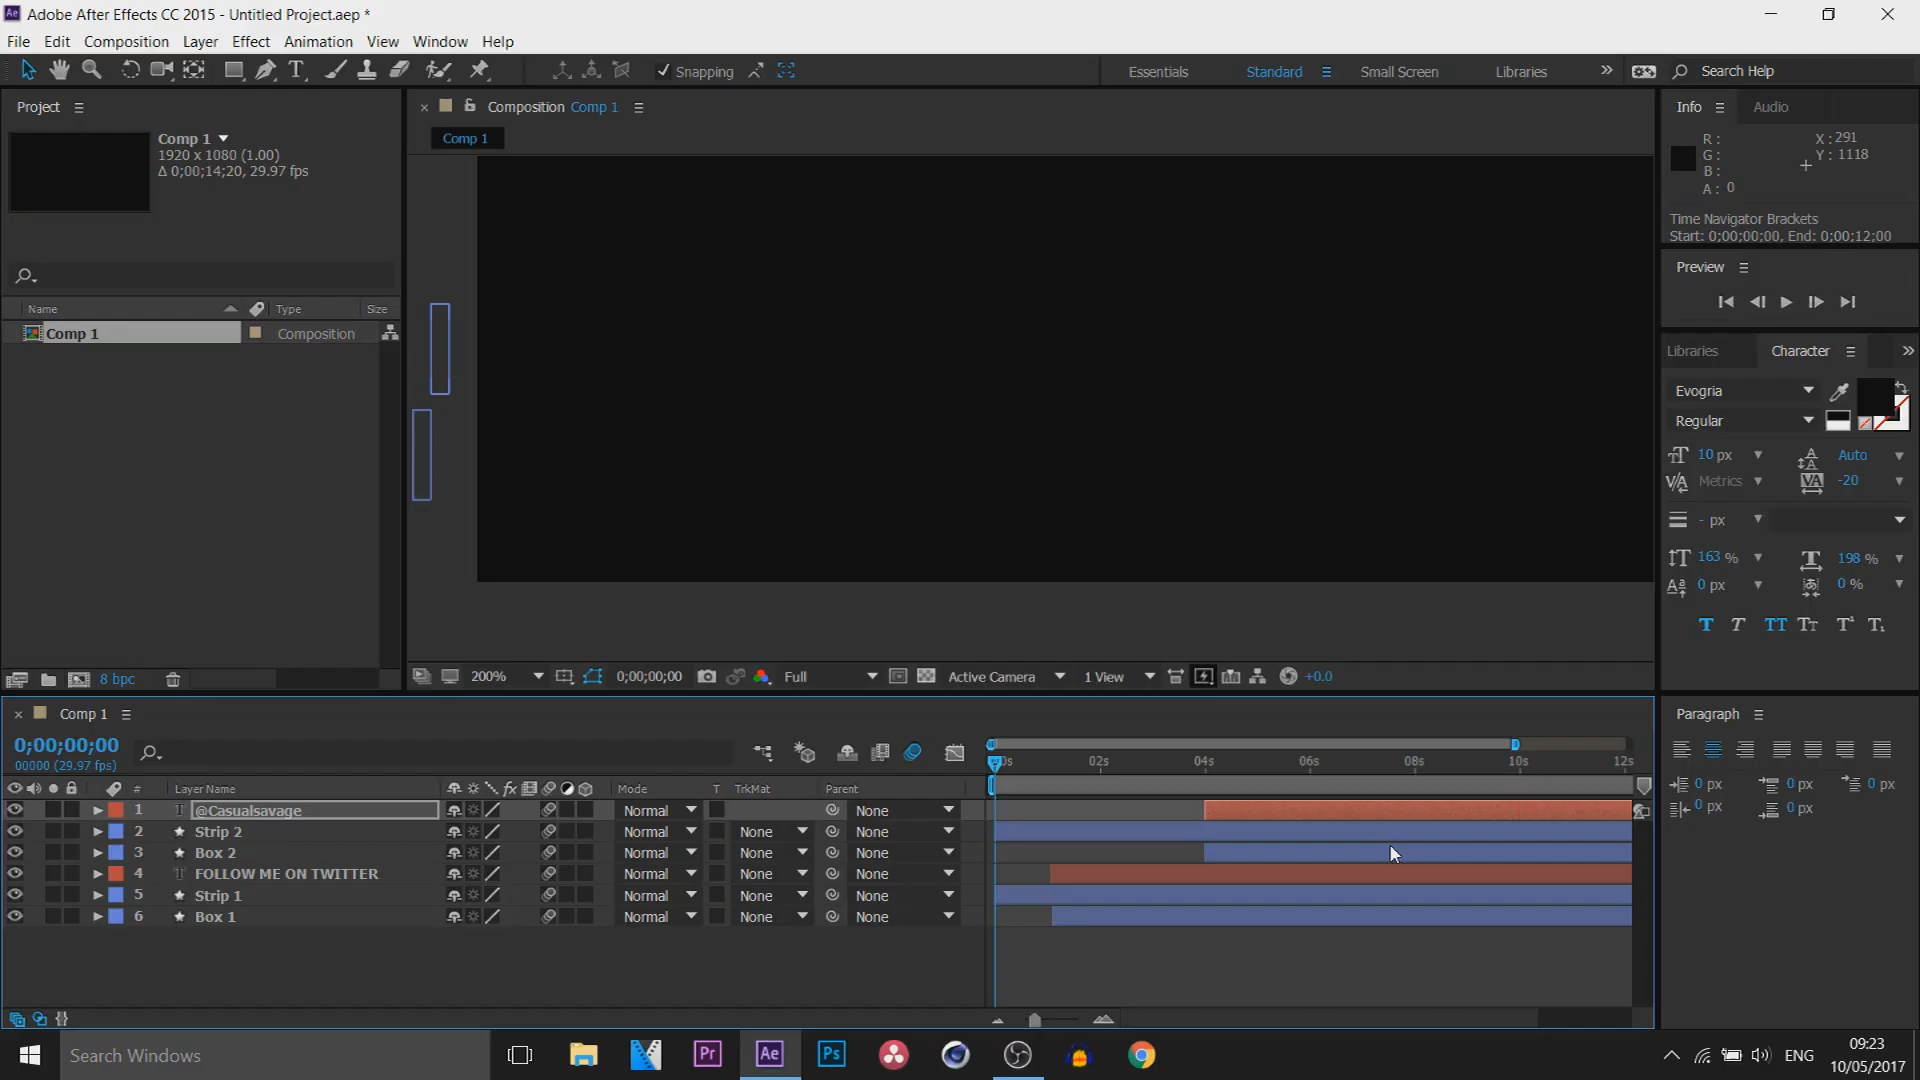 Adobe After Effects CC 2015 - Untitled Project.aep *
File Edit Composition Layer Effect Animation View Window Help
Snapping Essentials Standard Small Screen Libraries Search Help
Project
Comp 1
1920 x 1080 (1.00)
Δ 0;00;14;20, 29.97 fps
Name Type Size
Comp 1 Composition
8 bpc
Composition Comp 1
Comp 1
200% 0;00;00;00 Full Active Camera 1 View +0.0
Info Audio
R :
G :
B :
A : 0
X : 291
Y : 1118
Time Navigator Brackets
Start: 0;00;00;00, End: 0;00;12;00
Preview
Libraries Character
Evogria
Regular
10 px Auto
Metrics -20
- px
163 % 198 %
0 px 0 %
Comp 1
0;00;00;00
00000 (29.97 fps)
02s 04s 06s 08s 10s 12s
# Layer Name Mode T TrkMat Parent
1 @Casualsavage Normal None
2 Strip 2 Normal None None
3 Box 2 Normal None None
4 FOLLOW ME ON TWITTER Normal None None
5 Strip 1 Normal None None
6 Box 1 Normal None None
Paragraph
0 px 0 px 0 px
0 px 0 px
Search Windows
Pr Ae Ps
ENG
09:23
10/05/2017